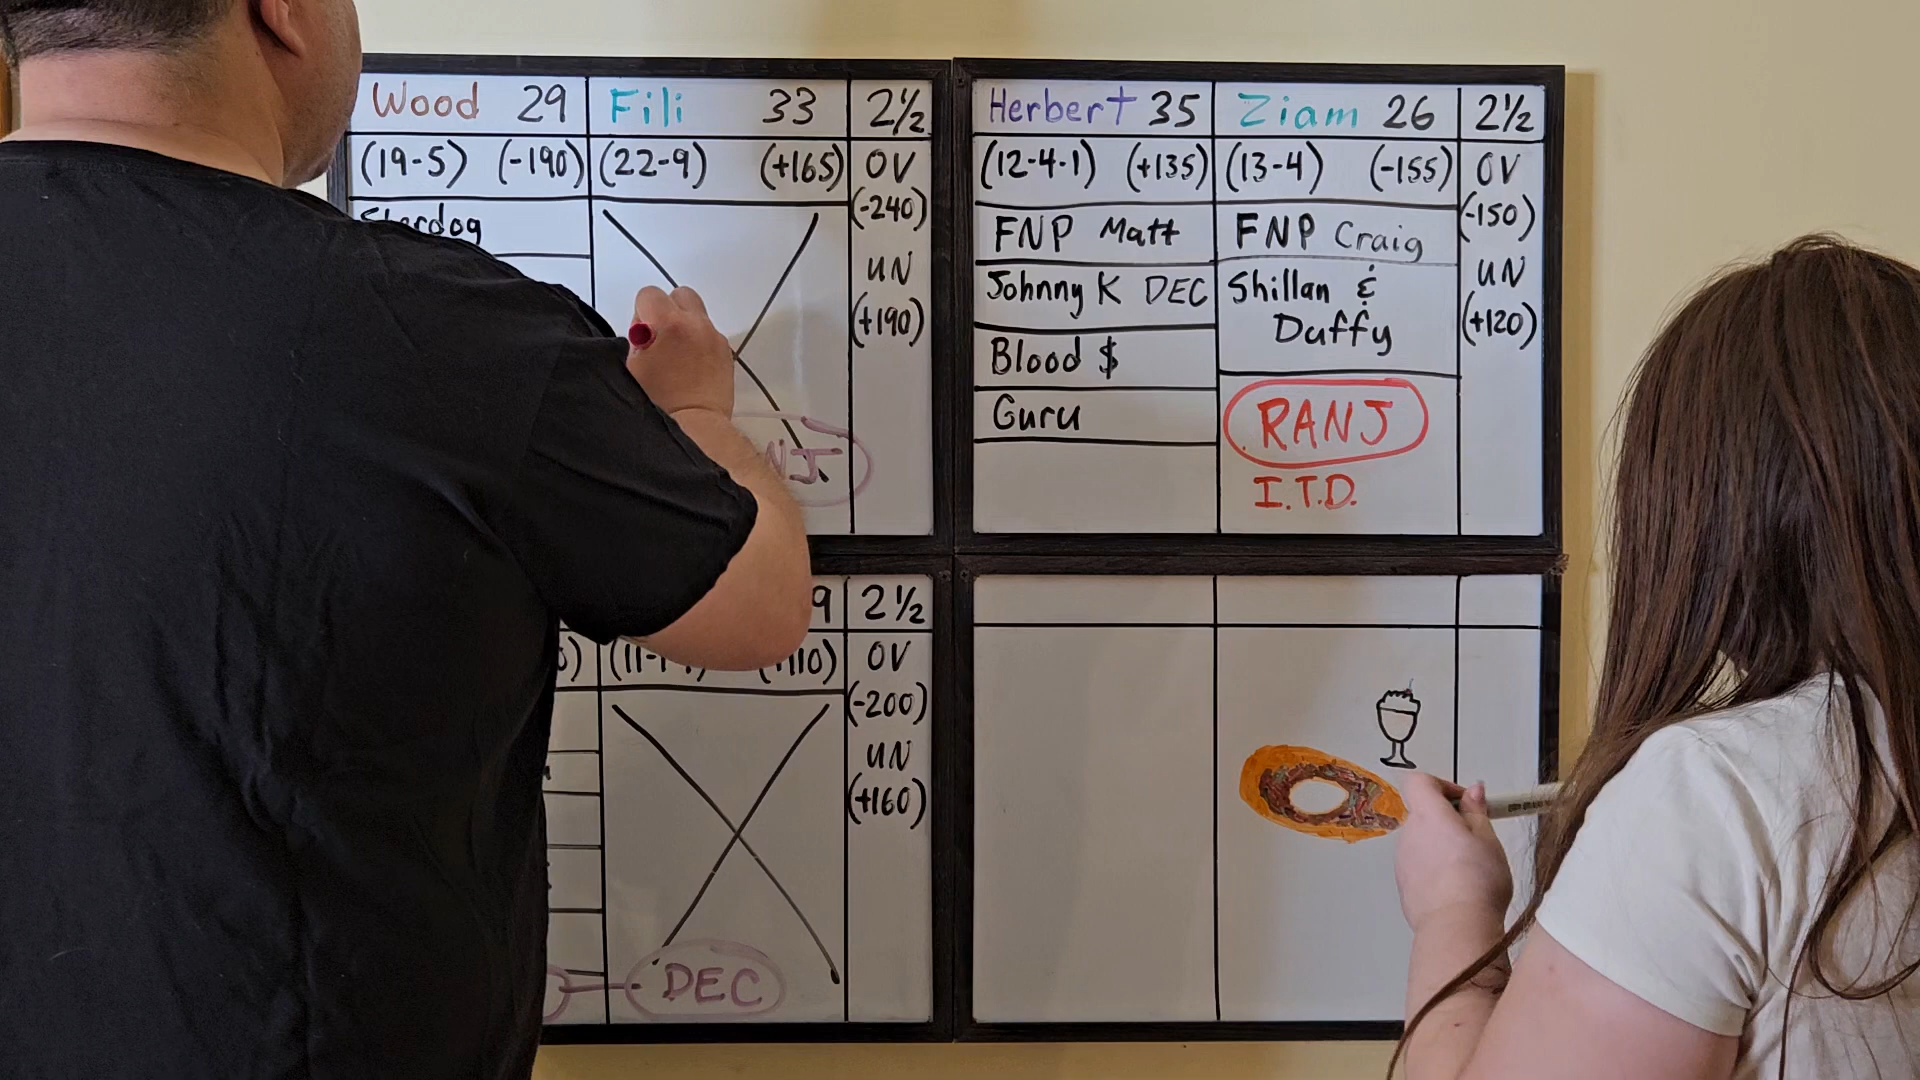 Wood 29 Fili 33 2½
(19-5) (-190) (22-9) (+165) OV
(-240)
UN
(+190)
Herbert 35 Ziam 26 2½
(12-4-1) (+135) (13-4) (-155) OV
(-150)
FNP Matt FNP Craig
UN
Johnny K DEC Shillan &
Duffy
(+120)
Blood $
Guru RANJ
I.T.D.
9 2½
OV
(-200)
UN
(+160)
DEC